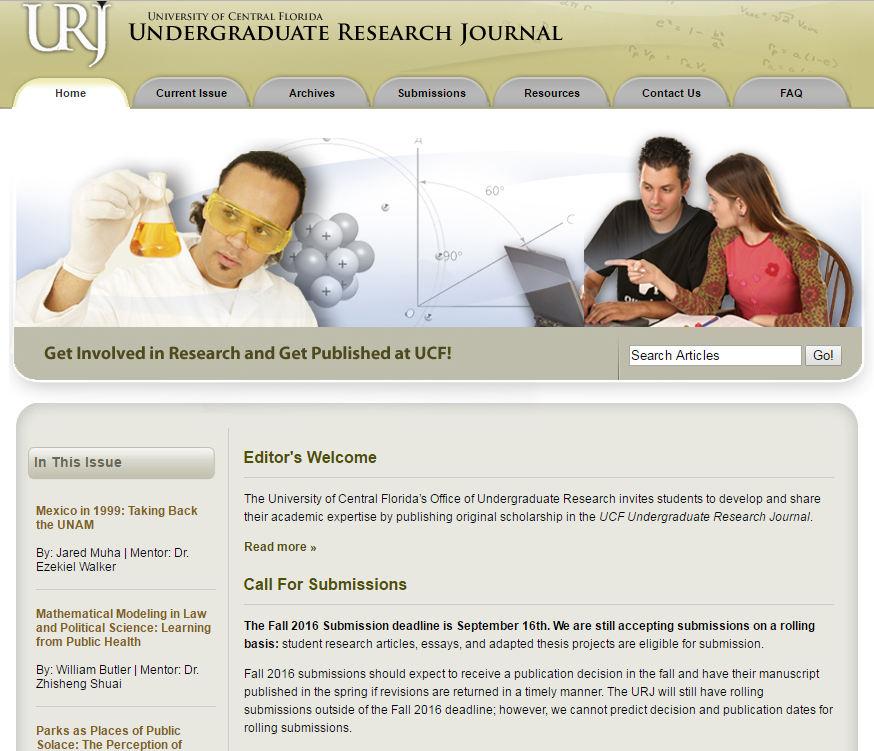 URJ
University of Central Florida
Undergraduate Research Journal
Home
Current Issue
Archives
Submissions
Resources
Contact Us
FAQ
A
60°
C
90°
O
Get Involved in Research and Get Published at UCF!
Search Articles
Go!
In This Issue
Mexico in 1999: Taking Back
the UNAM
By: Jared Muha | Mentor: Dr.
Ezekiel Walker
Mathematical Modeling in Law
and Political Science: Learning
from Public Health
By: William Butler | Mentor: Dr.
Zhisheng Shuai
Parks as Places of Public
Solace: The Perception of
Editor's Welcome
The University of Central Florida's Office of Undergraduate Research invites students to develop and share
their academic expertise by publishing original scholarship in the UCF Undergraduate Research Journal.
Read more »
Call For Submissions
The Fall 2016 Submission deadline is September 16th. We are still accepting submissions on a rolling
basis: student research articles, essays, and adapted thesis projects are eligible for submission.
Fall 2016 submissions should expect to receive a publication decision in the fall and have their manuscript
published in the spring if revisions are returned in a timely manner. The URJ will still have rolling
submissions outside of the Fall 2016 deadline; however, we cannot predict decision and publication dates for
rolling submissions.